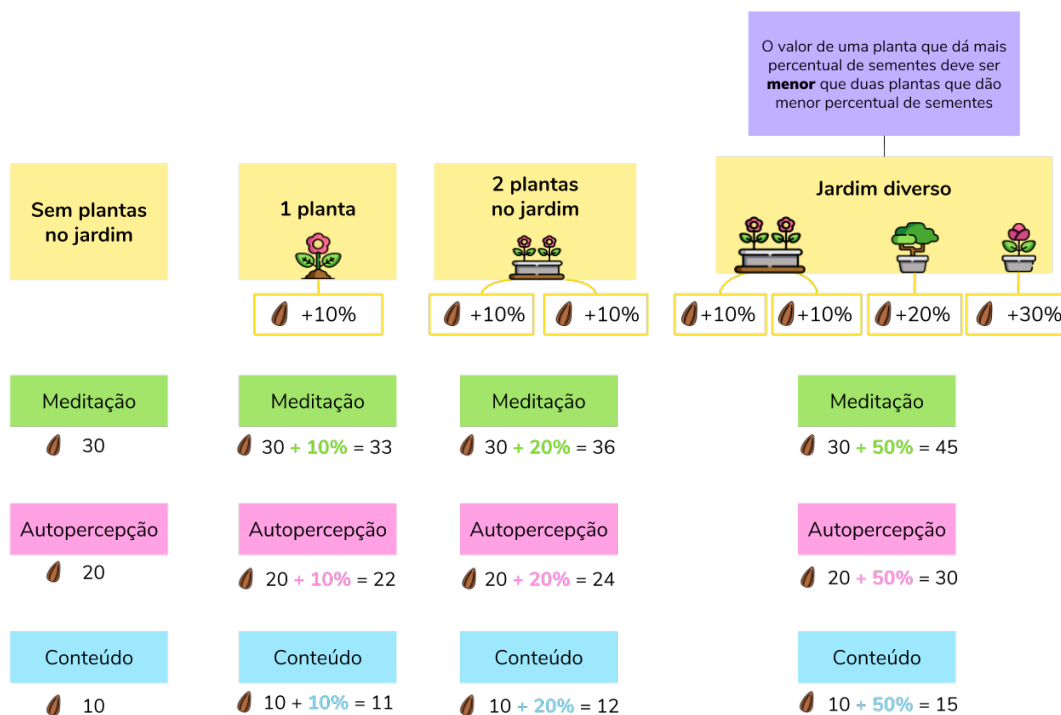 O valor de uma planta que dá mais
percentual de sementes deve ser
menor que duas plantas que dão
menor percentual de sementes
Sem plantas
no jardim
1 planta
2 plantas
no jardim
Jardim diverso
+10%
+10%
+10%
+10%
+10%
+20%
+30%
Meditação
Meditação
Meditação
Meditação
30
30 + 10% = 33
30 + 20% = 36
30 + 50% = 45
Autopercepção
Autopercepção
Autopercepção
Autopercepção
20
20 + 10% = 22
20 + 20% = 24
20 + 50% = 30
Conteúdo
Conteúdo
Conteúdo
Conteúdo
10
10 + 10% = 11
10 + 20% = 12
10 + 50% = 15